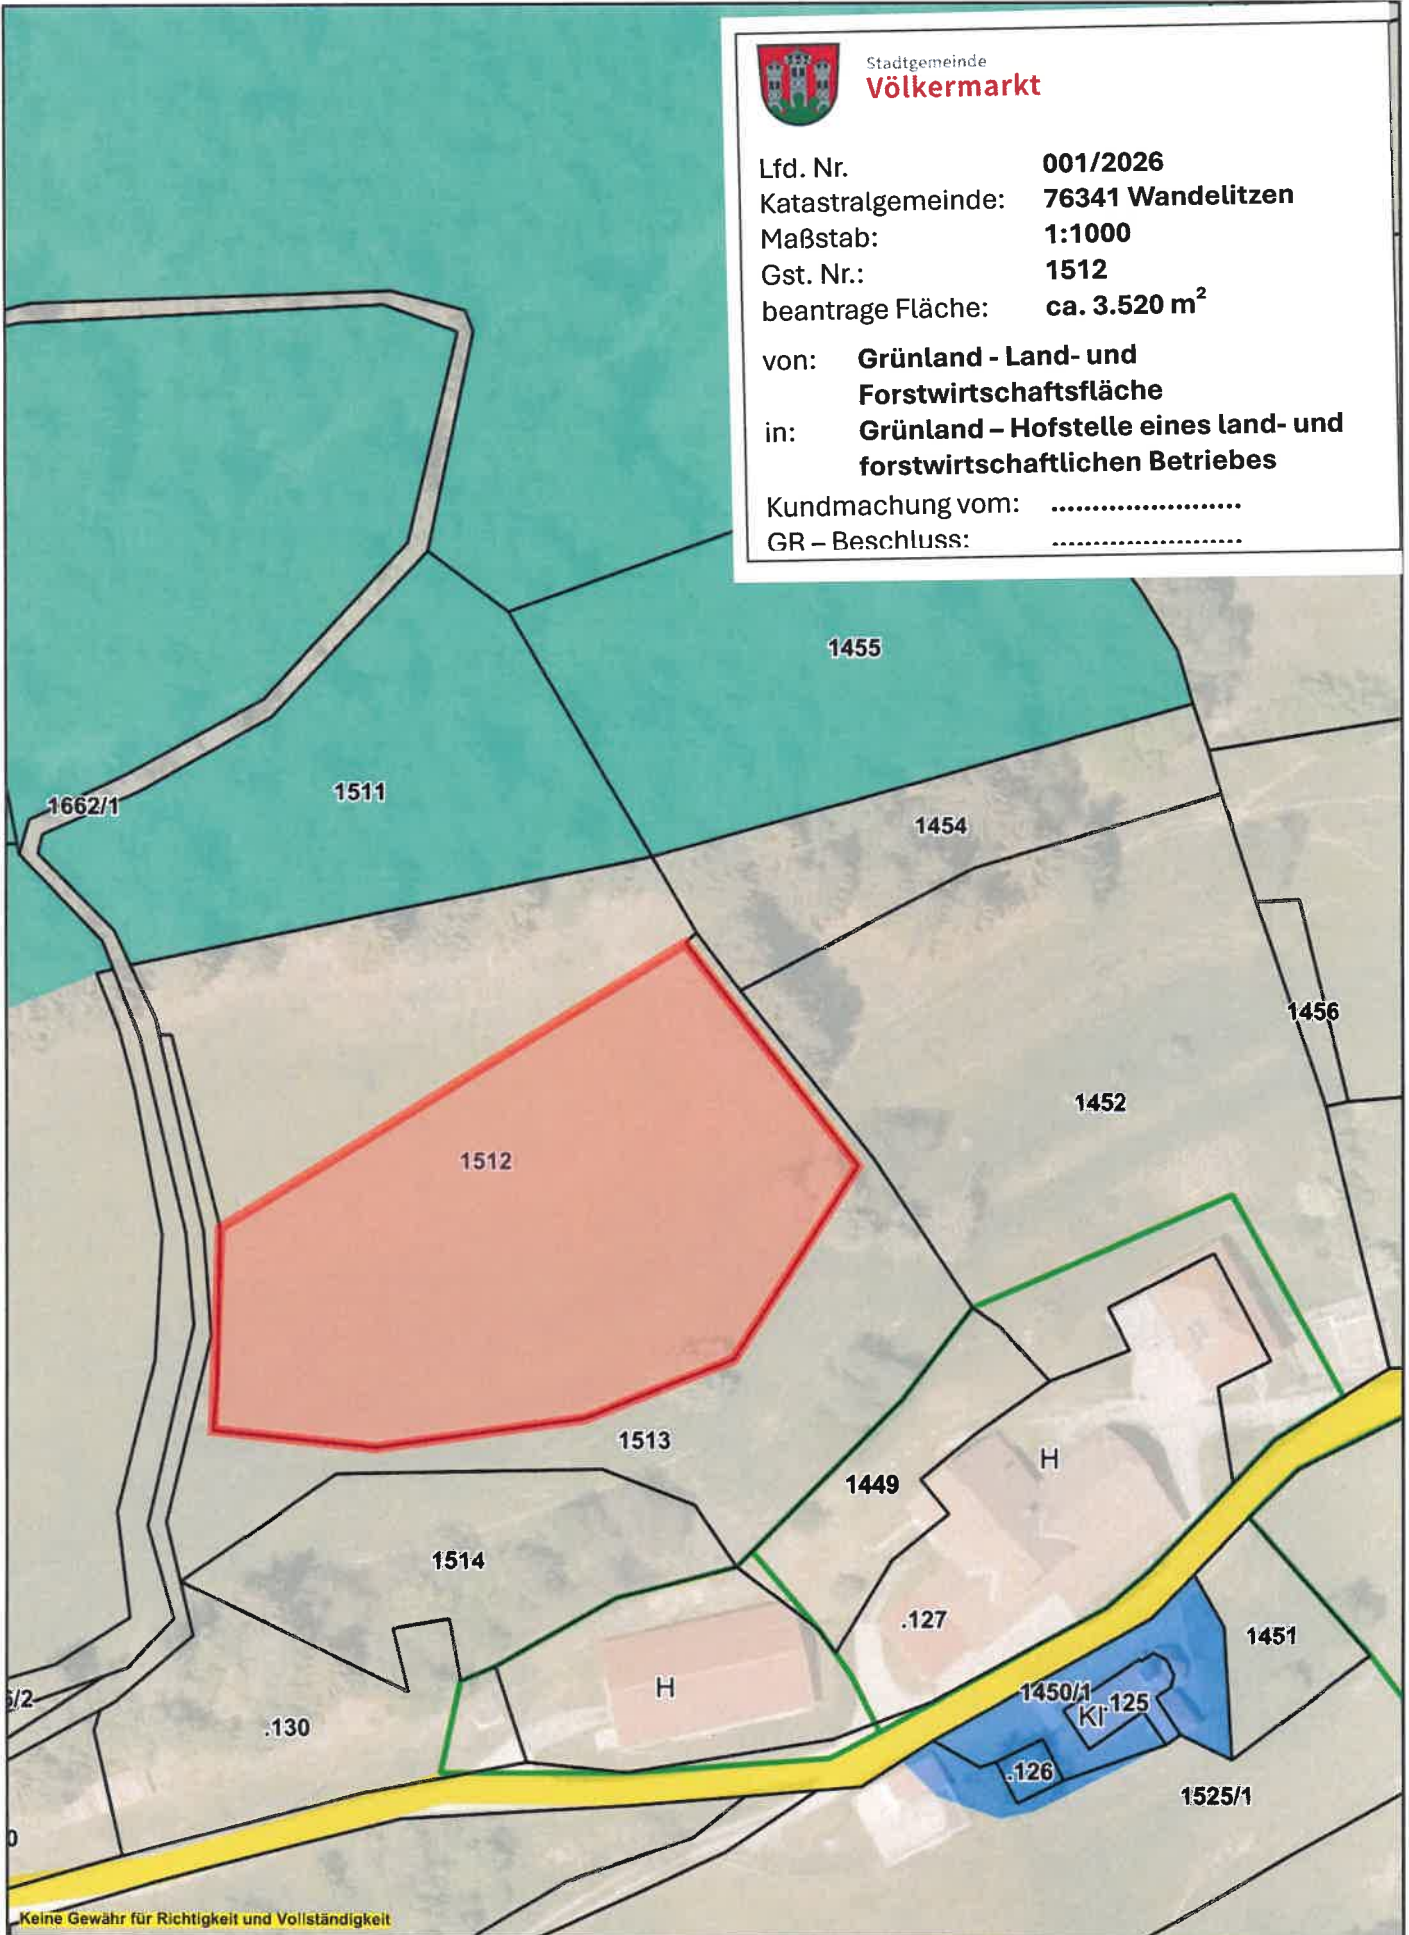 Stadtgemeinde
Völkermarkt
Lfd. Nr. 001/2026
Katastralgemeinde: 76341 Wandelitzen
Maßstab: 1:1000
Gst. Nr.: 1512
beantrage Fläche: ca. 3.520 m²
von: Grünland - Land- und
Forstwirtschaftsfläche
in: Grünland – Hofstelle eines land- und
forstwirtschaftlichen Betriebes
Kundmachung vom: .......................
GR – Beschluss: .......................
1455
1662/1
1511
1454
1456
1452
1512
1513
H
1449
1514
.127
1451
H
1450/1
.125
KI
/2
.130
.126
1525/1
0
Keine Gewähr für Richtigkeit und Vollständigkeit